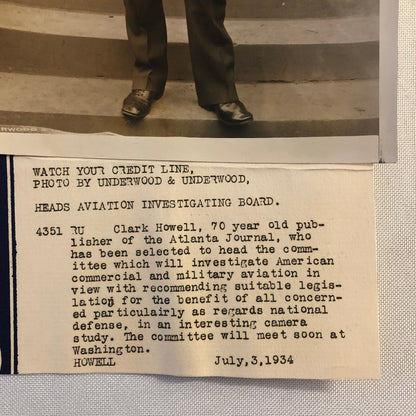 RWOOD
WATCH YOUR CREDIT LINE,
PHOTO BY UNDERWOOD & UNDERWOOD,
HEADS AVIATION INVESTIGATING BOARD.
4351 RU Clark Howell, 70 year old pub-
lisher of the Atlanta Journal, who
has been selected to head the comm-
ittee which will investigate American
commercial and military aviation in
view with recommending suitable legis-
lation for the benefit of all concern-
ed particulairly as regards national
defense, in an interesting camera
study. The committee will meet soon at
Washington.
HOWELL July,3,1934